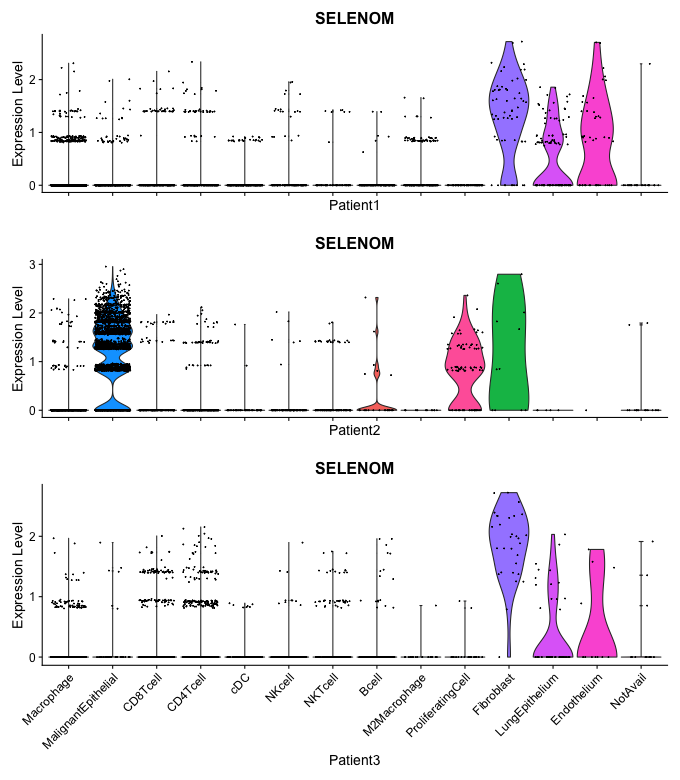 SELENOM
Expression Level
2
1
0
Patient1
SELENOM
Expression Level
3
2
1
0
Patient2
SELENOM
Expression Level
2
1
0
Macrophage
MalignantEpithelial
CD8Tcell
CD4Tcell
cDC
NKcell
NKTcell
Bcell
M2Macrophage
ProliferatingCell
Fibroblast
LungEpithelium
Endothelium
NotAvail
Patient3